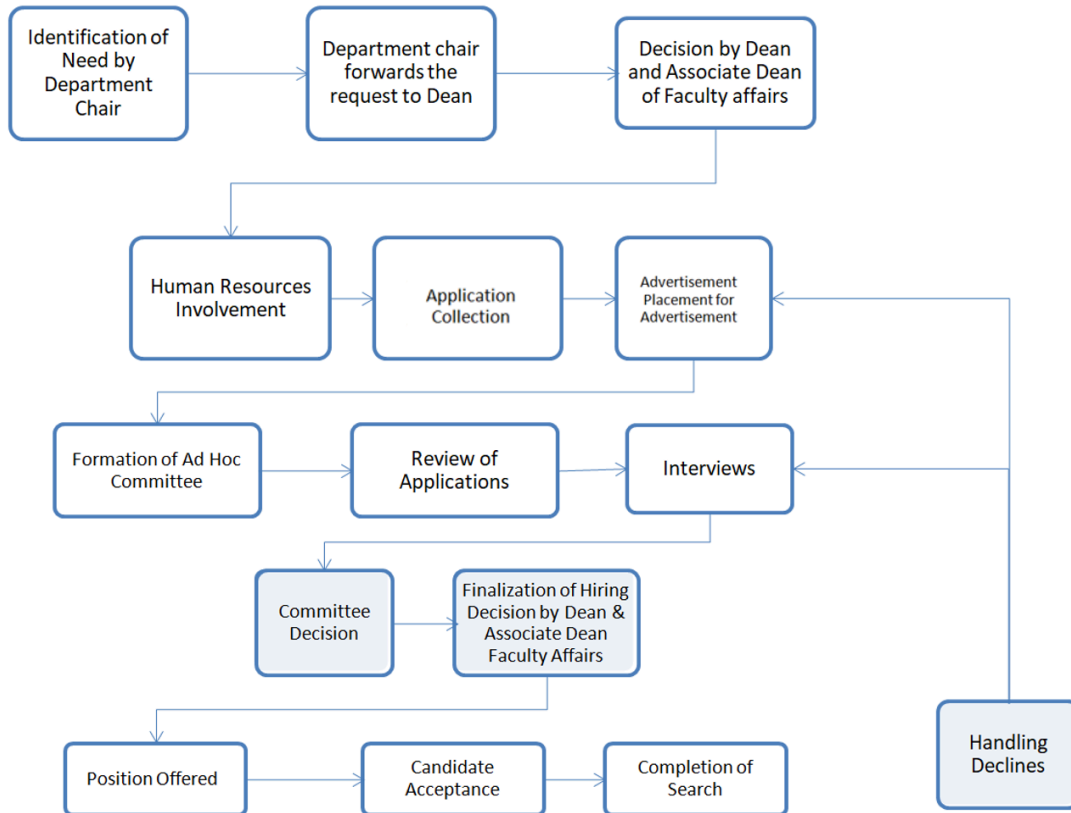 Identification of
Need by
Department
Chair
Department chair
forwards the
request to Dean
Decision by Dean
and Associate Dean
of Faculty affairs
Human Resources
Involvement
Application
Collection
Advertisement
Placement for
Advertisement
Formation of Ad Hoc
Committee
Review of
Applications
Interviews
Committee
Decision
Finalization of Hiring
Decision by Dean &
Associate Dean
Faculty Affairs
Position Offered
Candidate
Acceptance
Completion of
Search
Handling
Declines